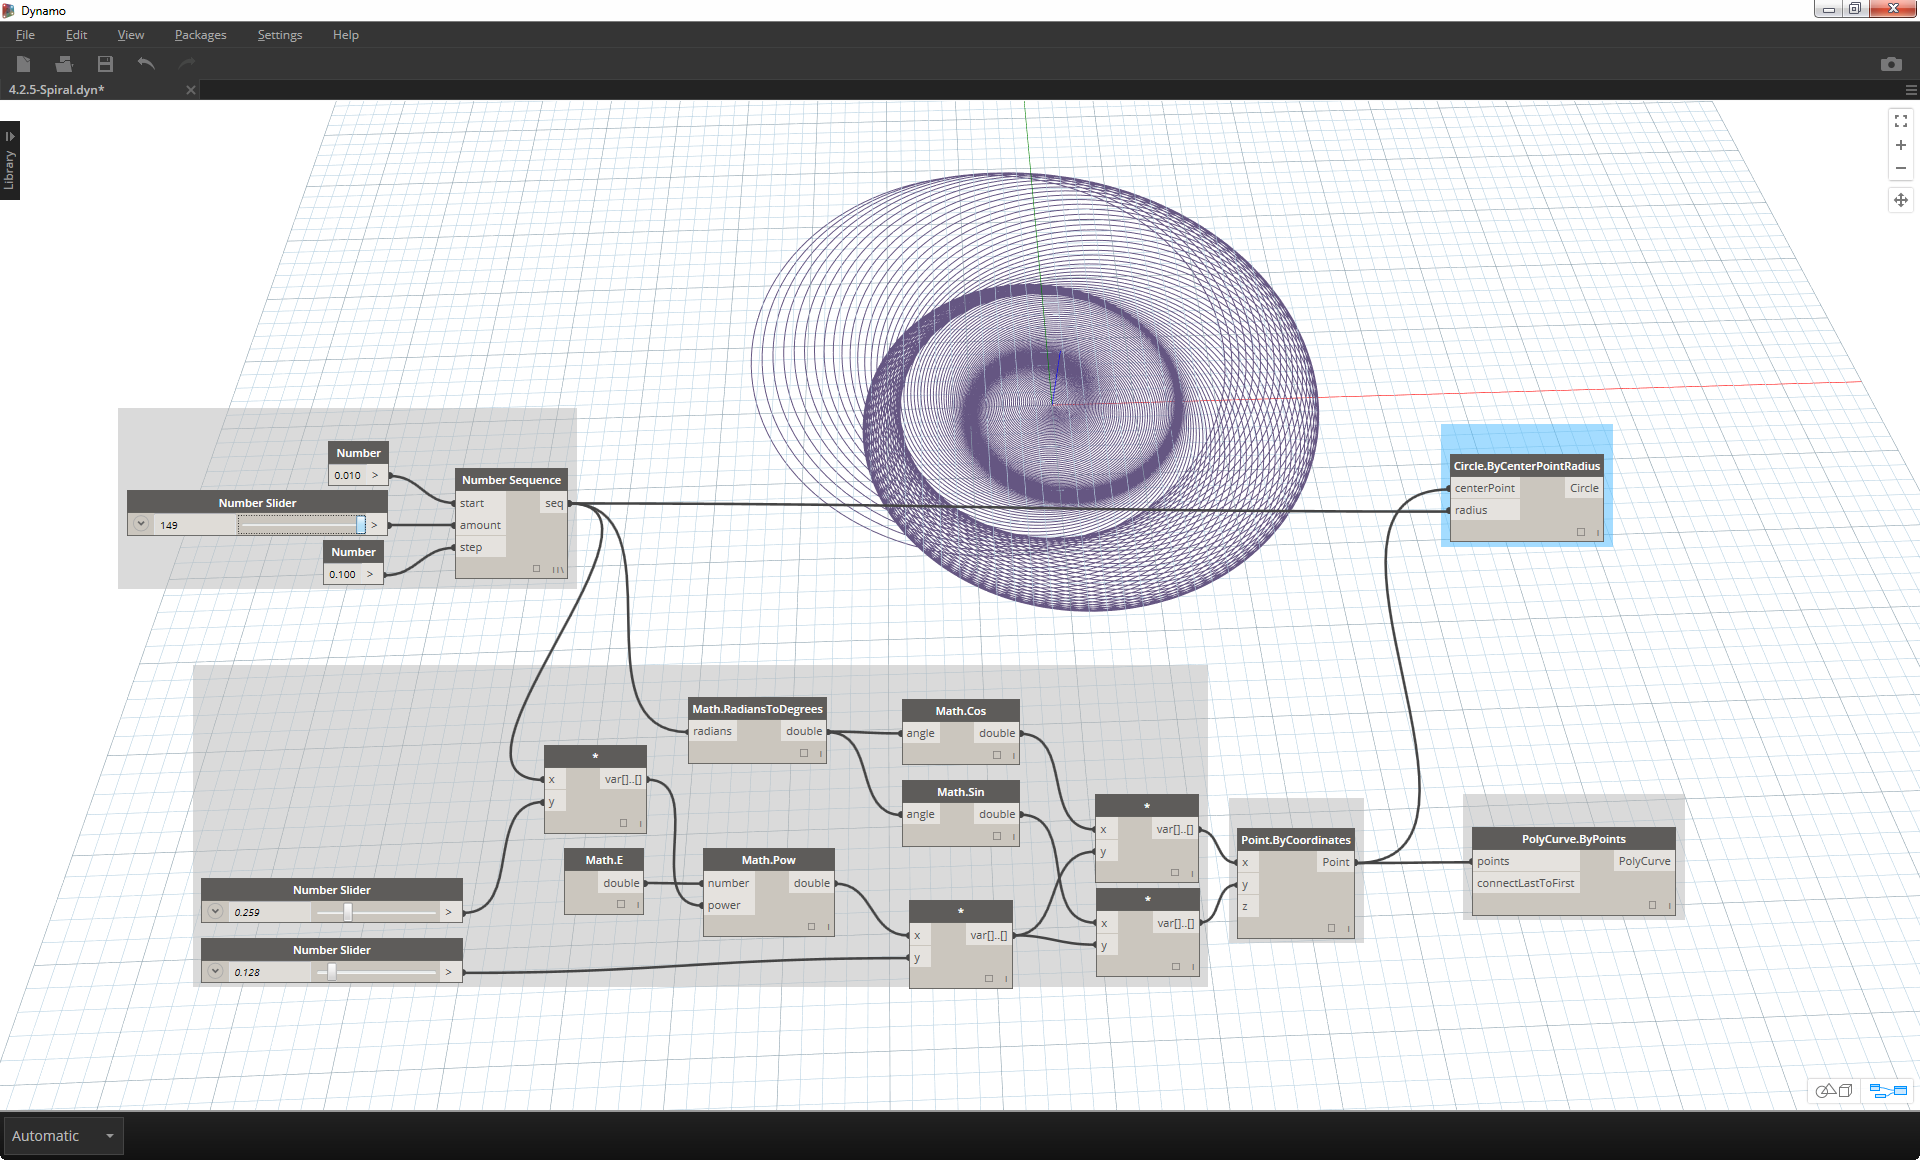 Dynamo
File Edit View Packages Settings Help
4.2.5-Spiral.dyn*
Library
Number
0.010 >
Number Slider
149 >
Number
0.100 >
Number Sequence
start seq
amount
step
Circle.ByCenterPointRadius
centerPoint Circle
radius
Math.RadiansToDegrees
radians double
Math.Cos
angle double
Math.Sin
angle double
*
x var[]..[]
y
Math.E
double
Math.Pow
number double
power
Number Slider
0.259 >
Number Slider
0.128 >
*
x var[]..[]
y
*
x var[]..[]
y
*
x var[]..[]
y
Point.ByCoordinates
x Point
y
z
PolyCurve.ByPoints
points PolyCurve
connectLastToFirst
Automatic